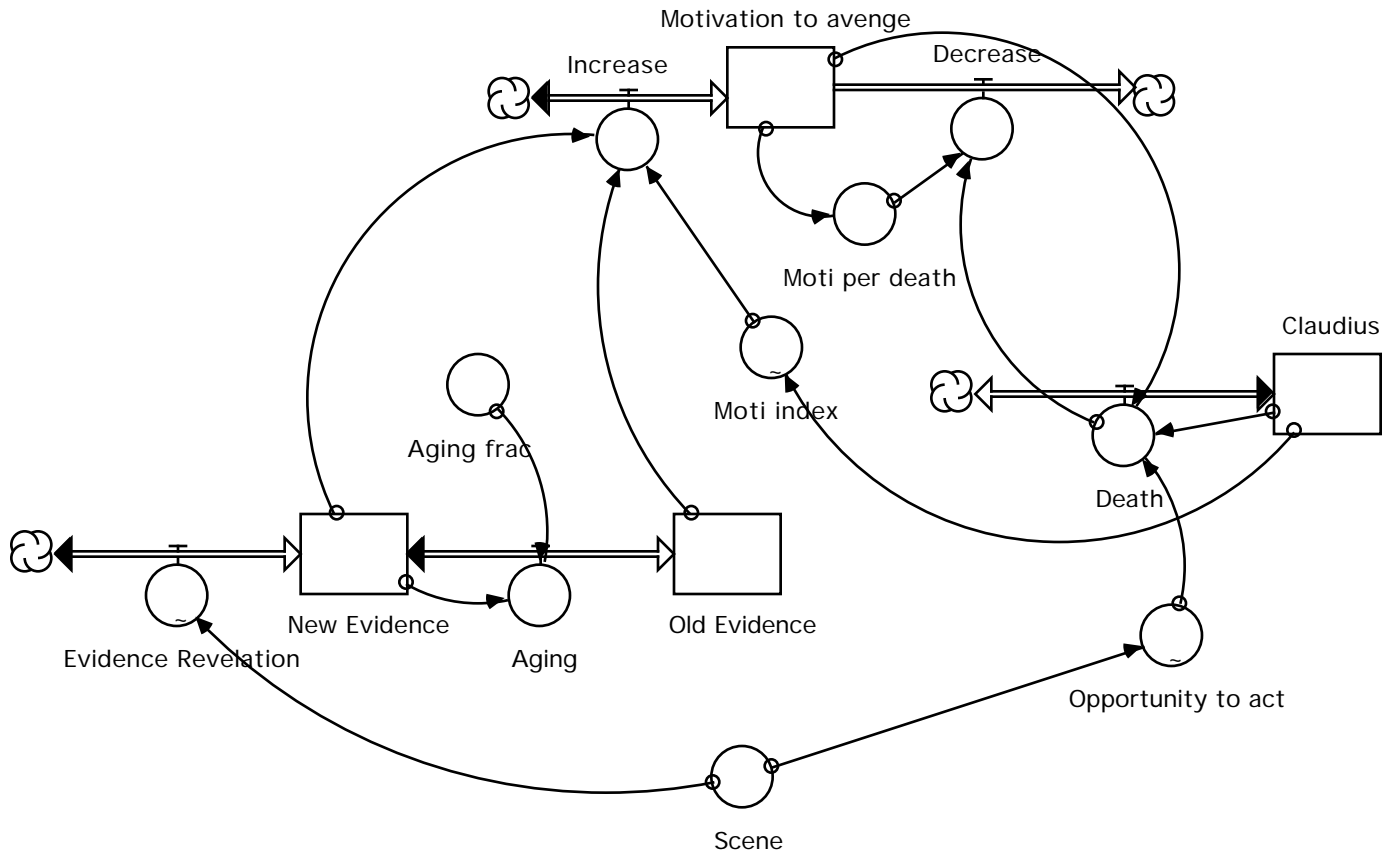 Motivation to avenge
Increase
Decrease
Moti per death
Claudius
Moti index
Aging frac
Death
New Evidence
Old Evidence
Evidence Revelation
Aging
Opportunity to act
Scene
~
~
~